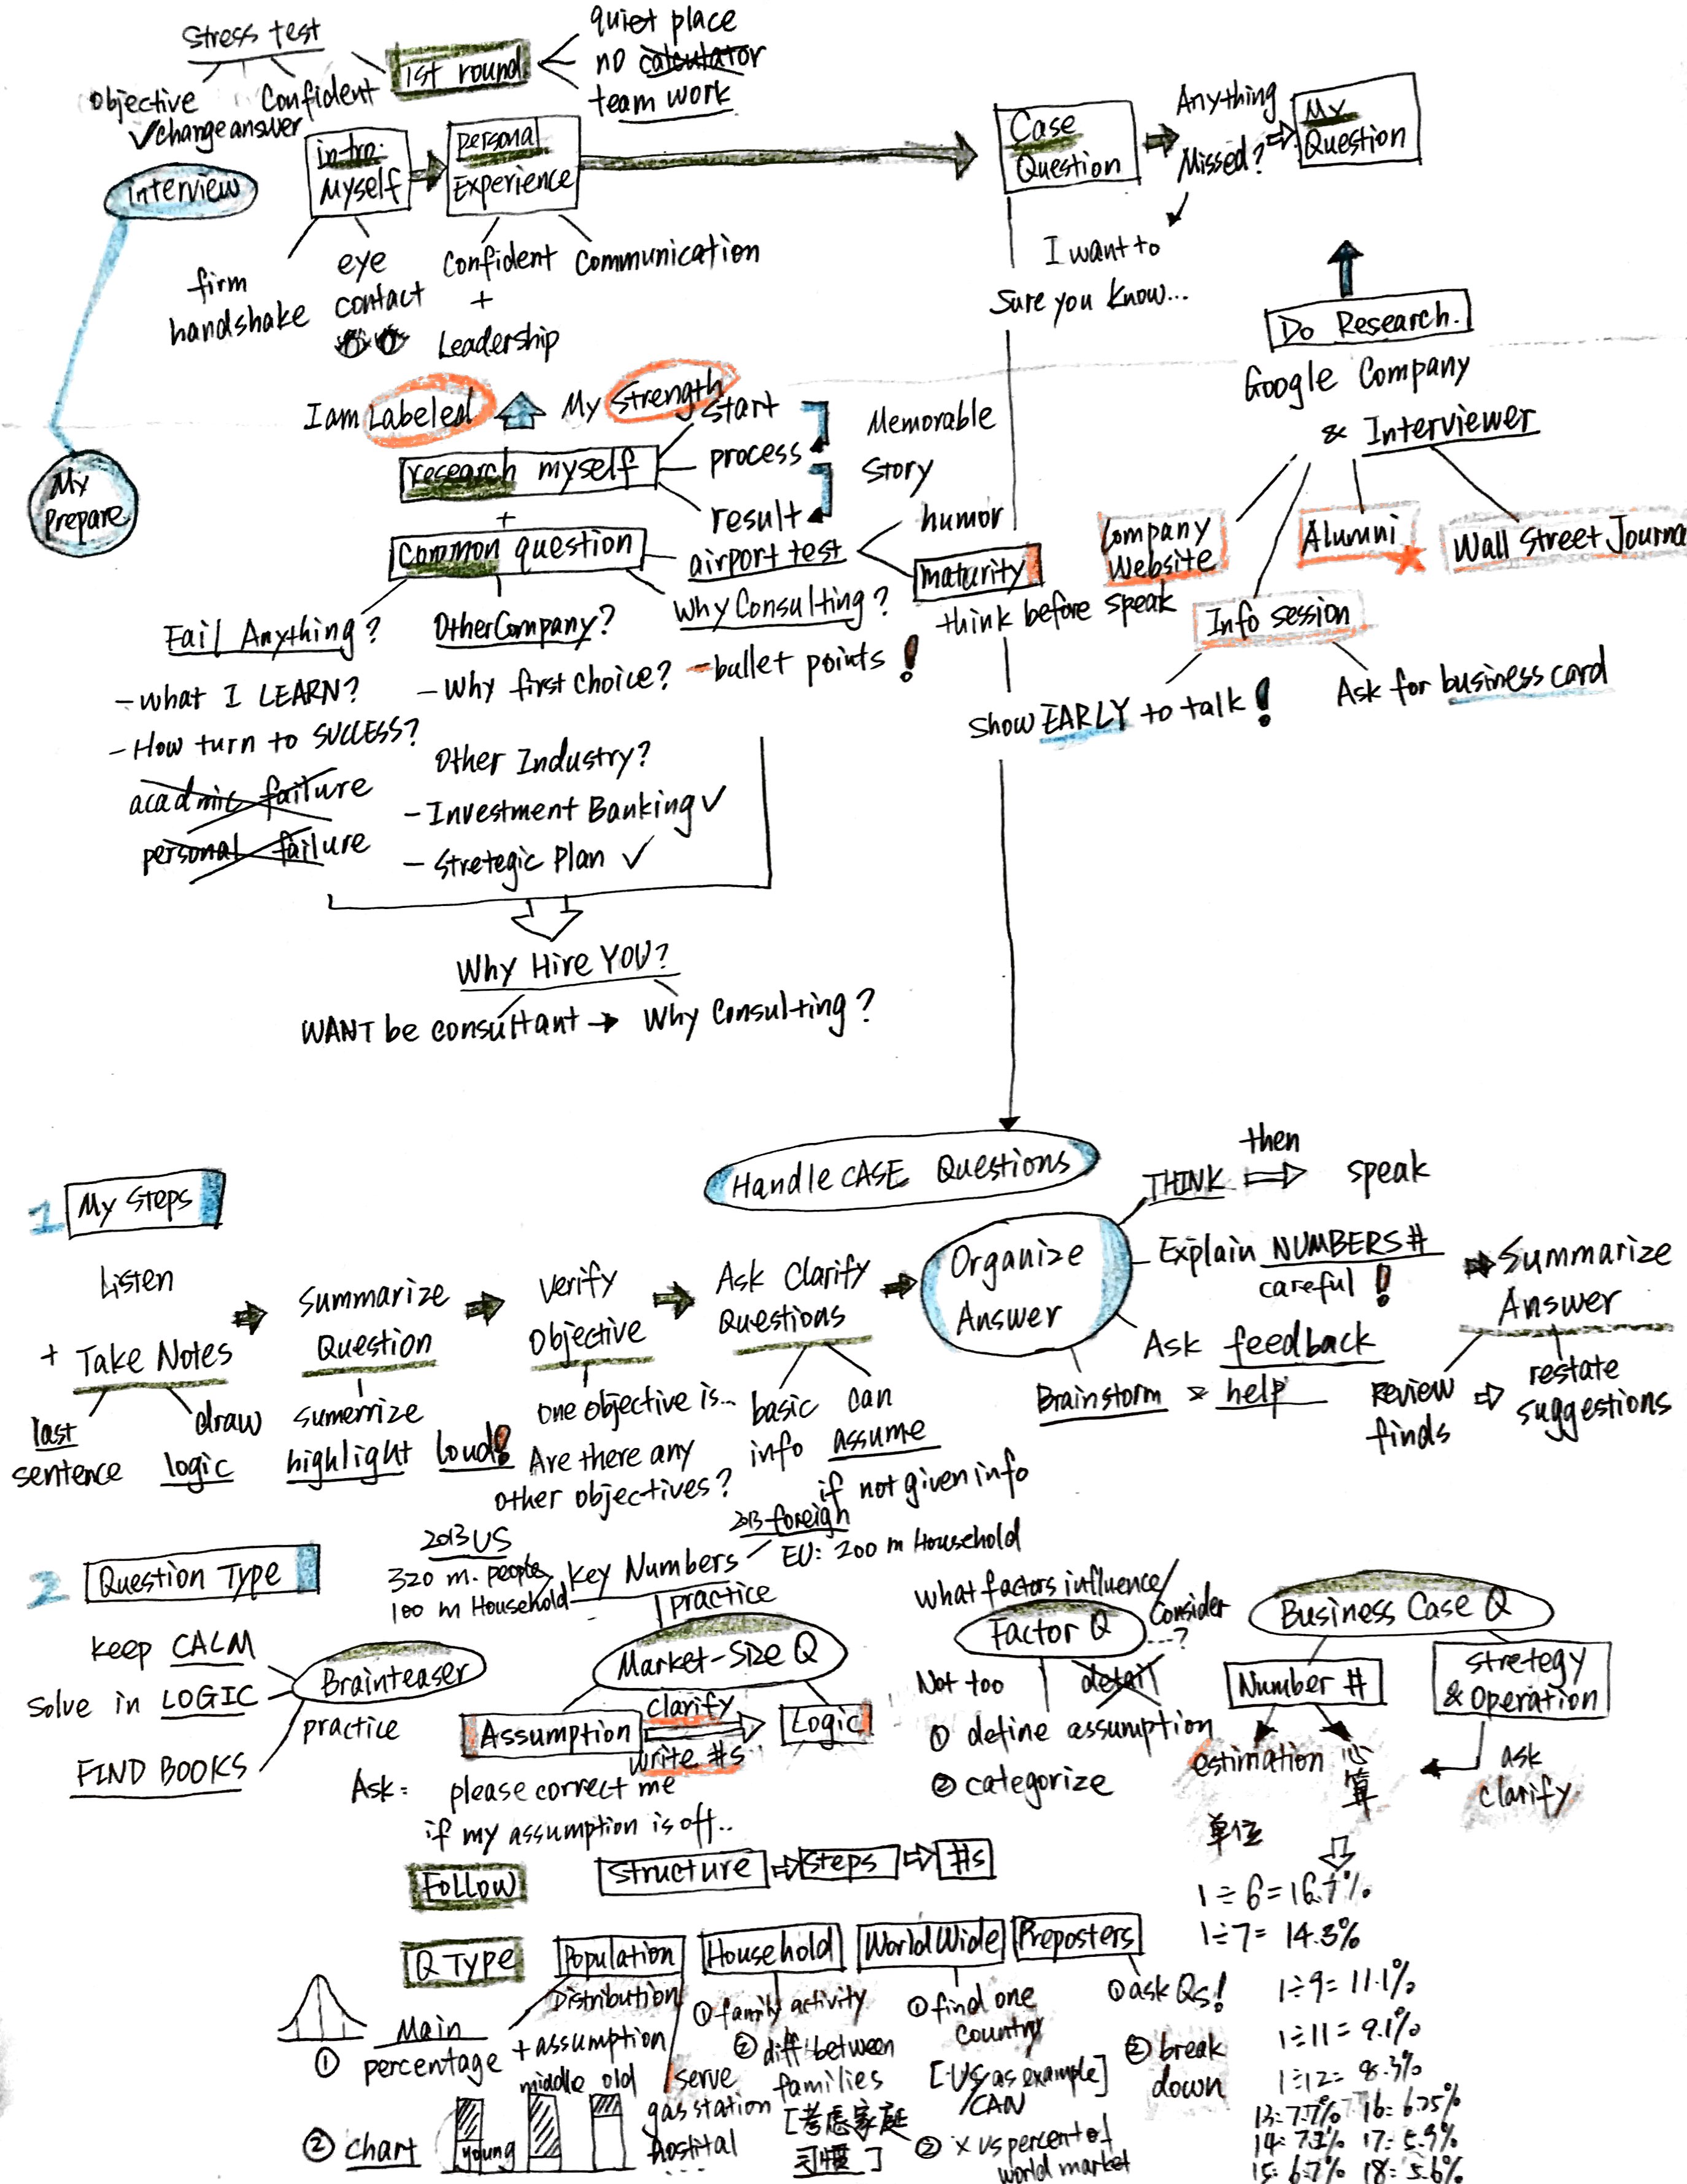 Stress test
Objective
Confident
✓change answer
1st round
quiet place
no calculator
team work
Interview
intro.
Myself
personal
Experience
Case
Question
Anything
Missed?
My
Question
firm
handshake
eye
contact
Confident
+
Leadership
Communication
I want to
Sure you know...
Do Research.
Google Company
& Interviewer
I am Labeled
My Strength
My
prepare
research myself
start
process
result
Memorable
Story
+
Common question
airport test
humor
maturity
think before speak
Company
Website
Alumni
Wall Street Journa
Info session
Show EARLY to talk!
Ask for business card
Fail Anything?
- What I LEARN?
- How turn to SUCCESS?
acadmic failure
personal failure
Other Company?
- Why first choice?
Other Industry?
- Investment Banking ✓
- Stretegic Plan ✓
Why Consulting?
- bullet points!
Why Hire YOU?
WANT be consultant → Why Consulting?
Handle CASE Questions
1 My Steps
Listen
+ Take Notes
last
sentence
draw
logic
Summarize
Question
sumerrize
highlight loud!
Verify
Objective
One objective is...
Are there any
other objectives?
Ask Clarify
Questions
basic
info
can
assume
if not given info
Organize
Answer
THINK
then
speak
Explain NUMBERS #
careful!
Ask feedback
Brainstorm & help
Summarize
Answer
Review
finds
restate
suggestions
2 Question Type
keep CALM
Solve in LOGIC
FIND BOOKS
Brainteaser
practice
2013 US
320 m. people
100 m Household
Key Numbers
2013 foreigh
EU: 200 m Household
practice
Market-Size Q
Assumption
clarify
write #s
Logic
Ask: please correct me
if my assumption is off..
Follow
Structure
Steps
#s
What factors influence/
Consider
....?
Factor Q
Not too detail
① define assumption
② categorize
Business Case Q
Number #
Stretegy
& Operation
estimation
心
算
ask
clarify
单位
1÷6=16.7%
1÷7=14.3%
1÷9=11.1%
1÷11=9.1%
1÷12=8.3%
13: 7.7% 16: 6.25%
14: 7.1% 17: 5.9%
15: 6.7% 18: 5.6%
Q Type
Population
Distribution
Main
① percentage
+ assumption
② chart
young
middle
old
serve
gas station
hostital
Household
① family activity
② diff between
families
[考虑家庭
习惯]
WorldWide
① find one
country
[US as example]
/CAN
② × US percent of
world market
Preposters
① ask Qs!
② break
down